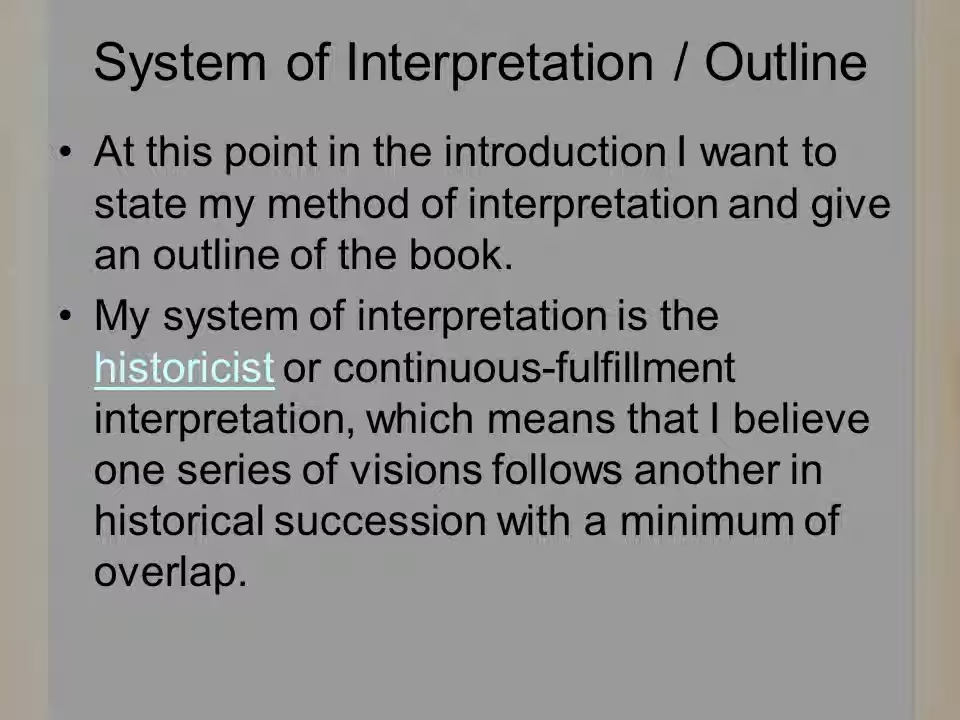 System of Interpretation / Outline
• At this point in the introduction I want to
state my method of interpretation and give
an outline of the book.
• My system of interpretation is the
historicist or continuous-fulfillment
interpretation, which means that I believe
one series of visions follows another in
historical succession with a minimum of
overlap.